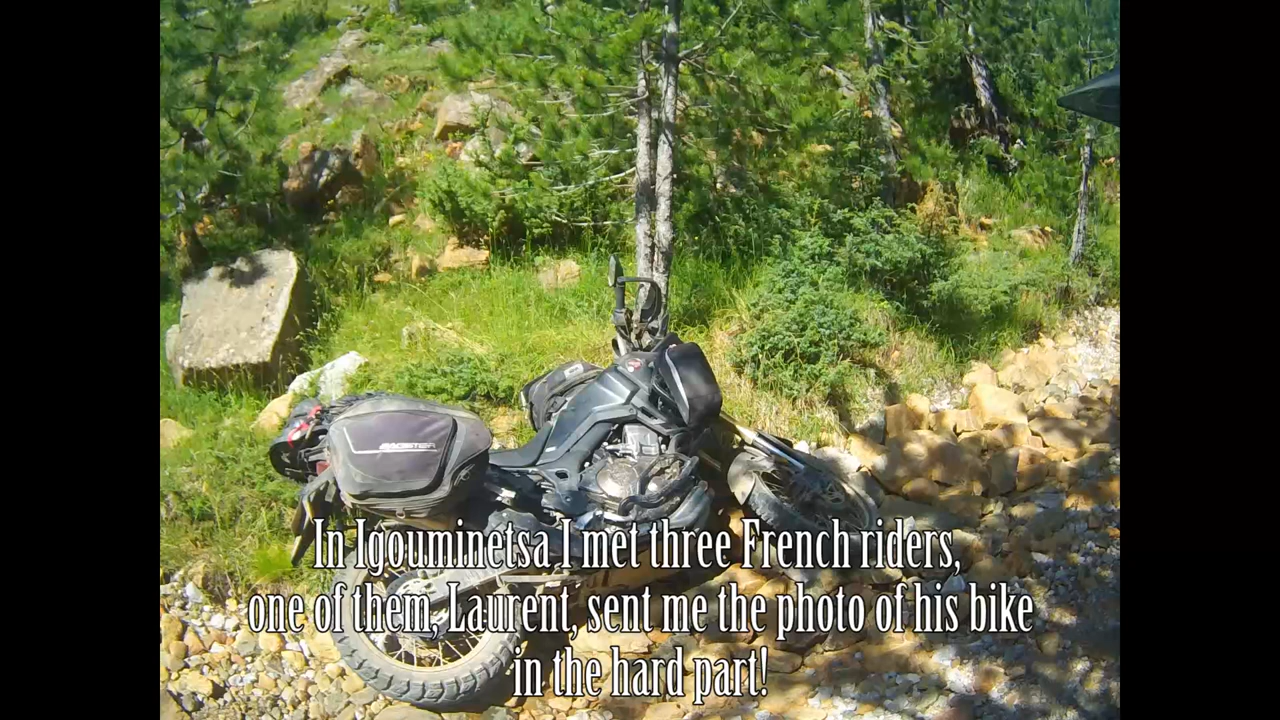 BAGSTER
In Igouminetsa I met three French riders,
one of them, Laurent, sent me the photo of his bike
in the hard part!